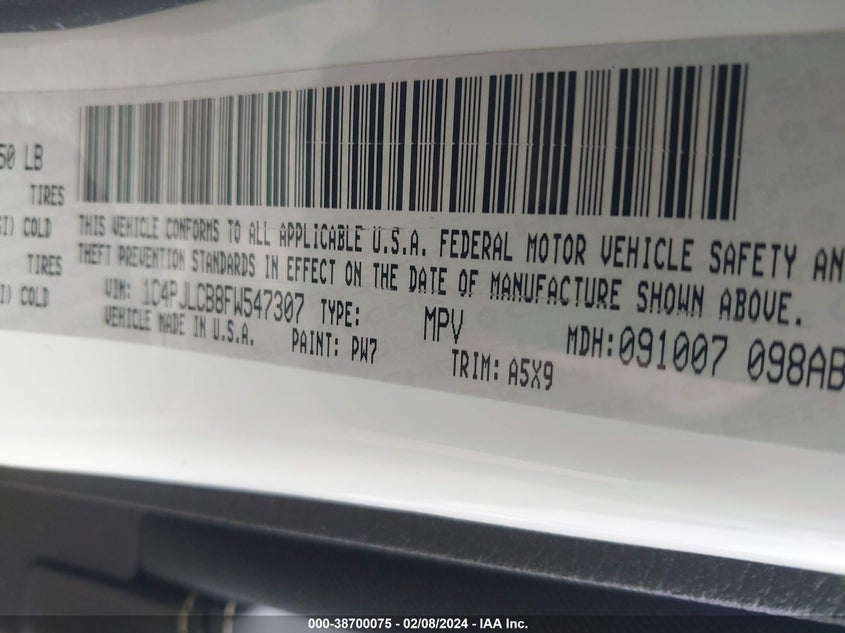 50 LB
TIRES
SI) COLD
TIRES
I) COLD
THIS VEHICLE CONFORMS TO ALL APPLICABLE U.S.A. FEDERAL MOTOR VEHICLE SAFETY AN
THEFT PREVENTION STANDARDS IN EFFECT ON THE DATE OF MANUFACTURE SHOWN ABOVE.
VIN: 1C4PJLCB8FW547307 TYPE: MPV MDH:091007 098AB
VEHICLE MADE IN U.S.A. PAINT: PW7 TRIM: A5X9
000-38700075 - 02/08/2024 - IAA Inc.